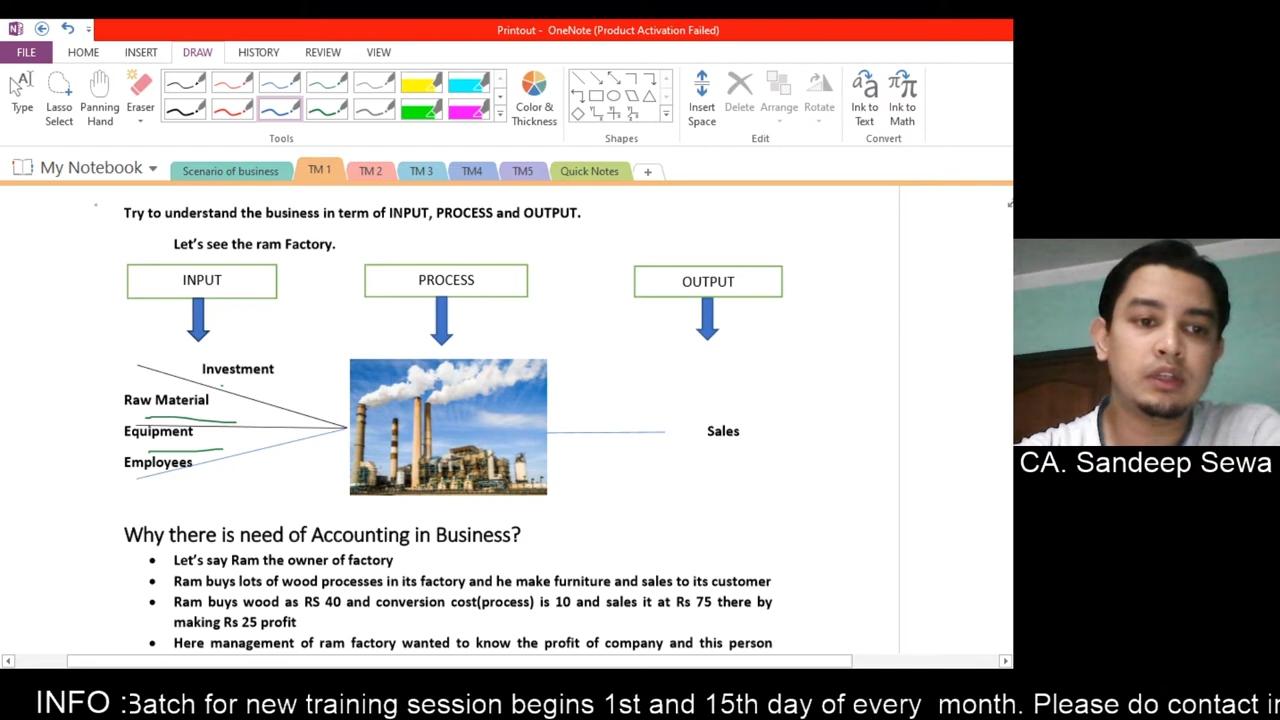 Printout - OneNote (Product Activation Failed)
FILE HOME INSERT DRAW HISTORY REVIEW VIEW
Type
Lasso Select
Panning Hand
Eraser
Color & Thickness
Insert Space
Delete
Arrange
Rotate
Ink to Text
Ink to Math
Tools
Shapes
Edit
Convert
My Notebook
Scenario of business
TM 1
TM 2
TM 3
TM4
TM5
Quick Notes
Try to understand the business in term of INPUT, PROCESS and OUTPUT.
Let's see the ram Factory.
INPUT
PROCESS
OUTPUT
Investment
Raw Material
Equipment
Employees
Sales
Why there is need of Accounting in Business?
• Let's say Ram the owner of factory
• Ram buys lots of wood processes in its factory and he make furniture and sales to its customer
• Ram buys wood as RS 40 and conversion cost(process) is 10 and sales it at Rs 75 there by
making Rs 25 profit
• Here management of ram factory wanted to know the profit of company and this person
CA. Sandeep Sewa
INFO :Batch for new training session begins 1st and 15th day of every month. Please do contact in